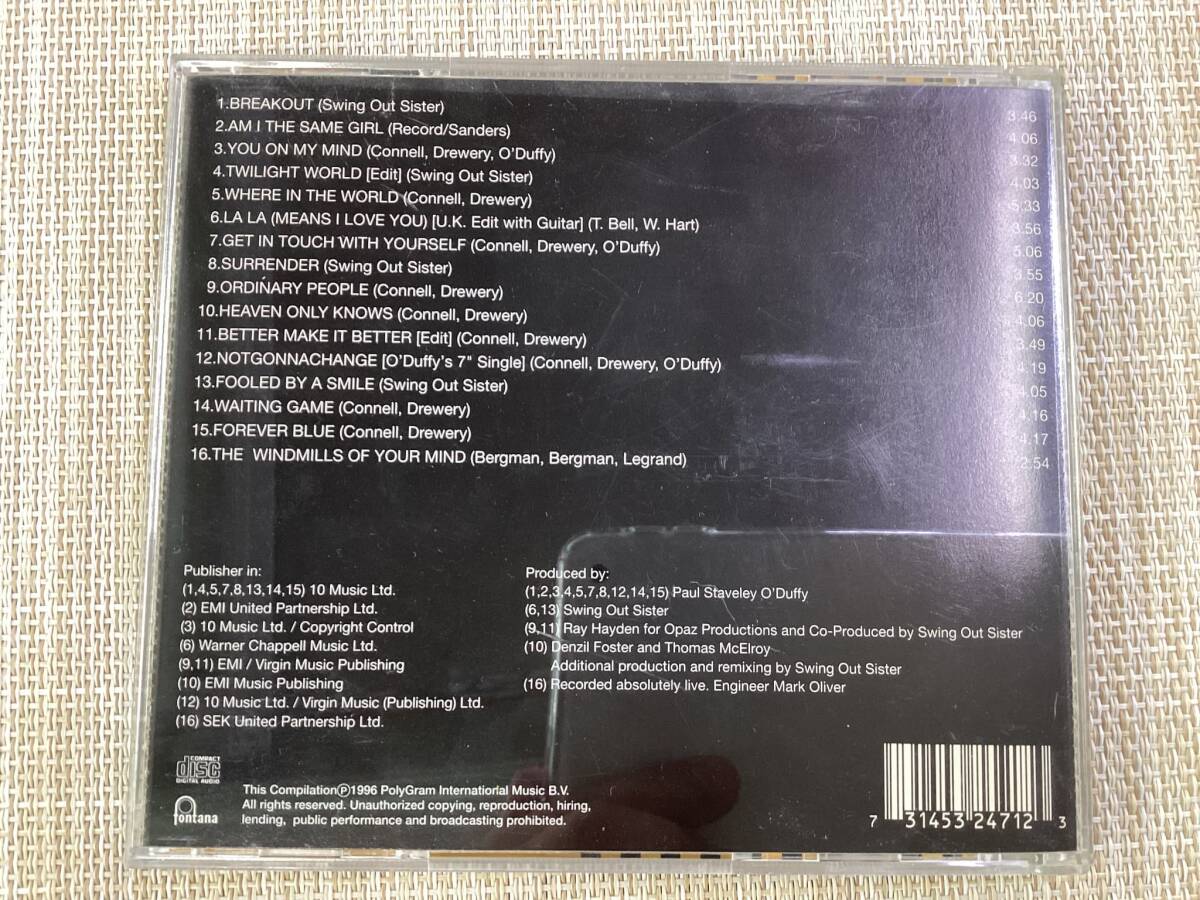 1.BREAKOUT (Swing Out Sister) 3.46
2.AM I THE SAME GIRL (Record/Sanders) 4.06
3.YOU ON MY MIND (Connell, Drewery, O'Duffy) 3.32
4.TWILIGHT WORLD [Edit] (Swing Out Sister) 4.03
5.WHERE IN THE WORLD (Connell, Drewery) 5.33
6.LA LA (MEANS I LOVE YOU) [U.K. Edit with Guitar] (T. Bell, W. Hart) 3.56
7.GET IN TOUCH WITH YOURSELF (Connell, Drewery, O'Duffy) 5.06
8.SURRENDER (Swing Out Sister) 3.55
9.ORDINARY PEOPLE (Connell, Drewery) 6.20
10.HEAVEN ONLY KNOWS (Connell, Drewery) 4.06
11.BETTER MAKE IT BETTER [Edit] (Connell, Drewery) 3.49
12.NOTGONNACHANGE [O'Duffy's 7" Single] (Connell, Drewery, O'Duffy) 4.19
13.FOOLED BY A SMILE (Swing Out Sister) 4.05
14.WAITING GAME (Connell, Drewery) 4.16
15.FOREVER BLUE (Connell, Drewery) 4.17
16.THE WINDMILLS OF YOUR MIND (Bergman, Bergman, Legrand) 2:54
Publisher in:
(1,4,5,7,8,13,14,15) 10 Music Ltd.
(2) EMI United Partnership Ltd.
(3) 10 Music Ltd. / Copyright Control
(6) Warner Chappell Music Ltd.
(9,11) EMI / Virgin Music Publishing
(10) EMI Music Publishing
(12) 10 Music Ltd. / Virgin Music (Publishing) Ltd.
(16) SEK United Partnership Ltd.
Produced by:
(1,2,3,4,5,7,8,12,14,15) Paul Staveley O'Duffy
(6,13) Swing Out Sister
(9,11) Ray Hayden for Opaz Productions and Co-Produced by Swing Out Sister
(10) Denzil Foster and Thomas McElroy
Additional production and remixing by Swing Out Sister
(16) Recorded absolutely live. Engineer Mark Oliver
COMPACT
disc
DIGITAL AUDIO
fontana
This Compilation Ⓟ1996 PolyGram International Music B.V.
All rights reserved. Unauthorized copying, reproduction, hiring,
lending, public performance and broadcasting prohibited.
7 31453 24712 3